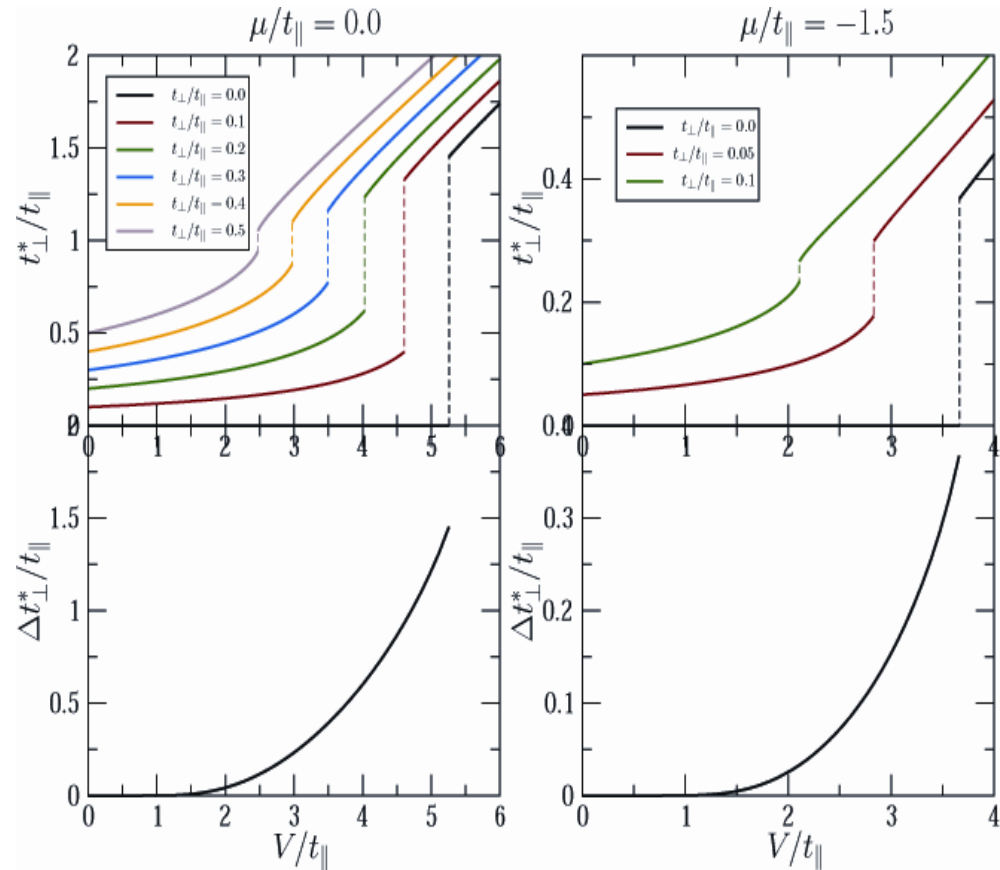 μ/t∥ = 0.0
μ/t∥ = −1.5
2
1.5
1
0.5
t*⊥/t∥
t⊥/t∥ = 0.0
t⊥/t∥ = 0.1
t⊥/t∥ = 0.2
t⊥/t∥ = 0.3
t⊥/t∥ = 0.4
t⊥/t∥ = 0.5
0 1 2 3 4 5 6
0.4
0.2
0
t*⊥/t∥
t⊥/t∥ = 0.0
t⊥/t∥ = 0.05
t⊥/t∥ = 0.1
0 1 2 3 4
2
1.5
1
0.5
0
Δt*⊥/t∥
0 1 2 3 4 5 6
V/t∥
0.4
0.3
0.2
0.1
0
Δt*⊥/t∥
0 1 2 3 4
V/t∥